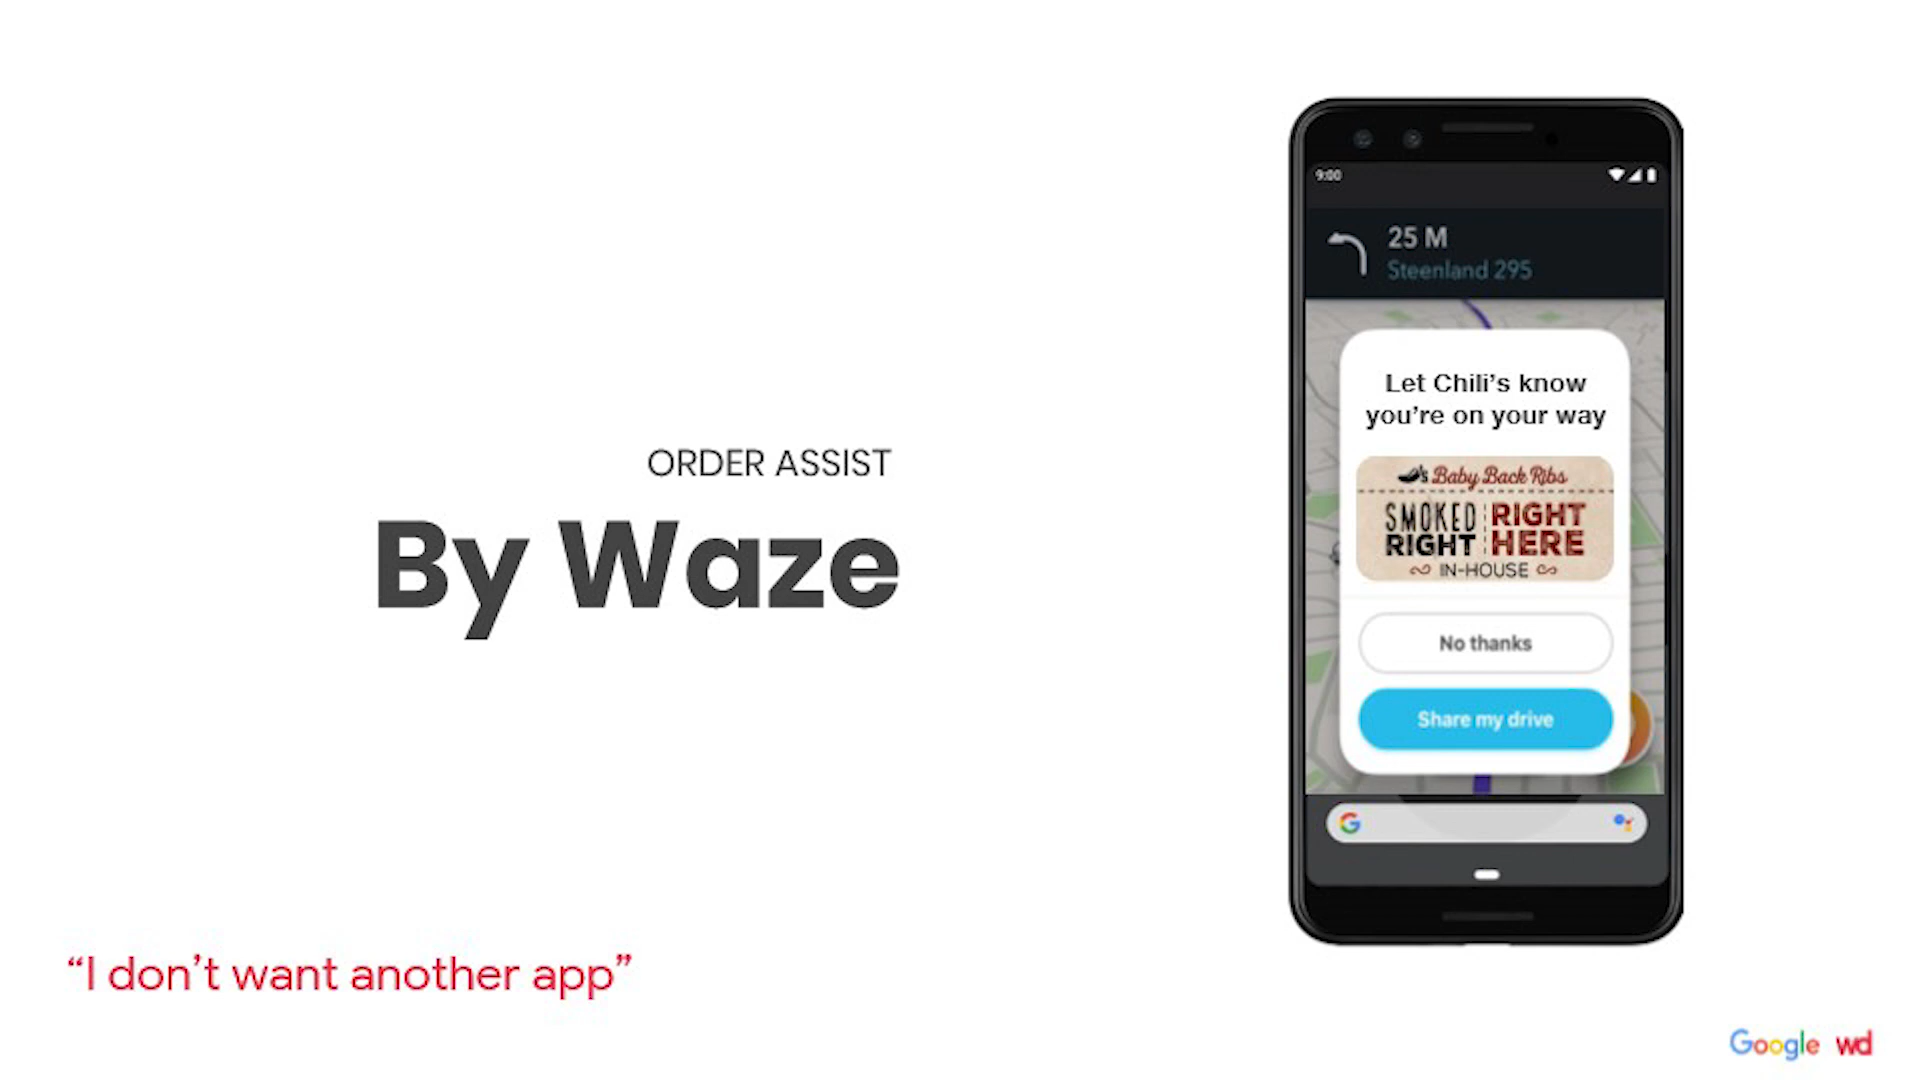 ORDER ASSIST
By Waze
“I don’t want another app”
9:00
25 M
Steenland 295
Let Chili’s know
you’re on your way
's Baby Back Ribs
SMOKED RIGHT
RIGHT HERE
IN-HOUSE
No thanks
Share my drive
G
Google wd